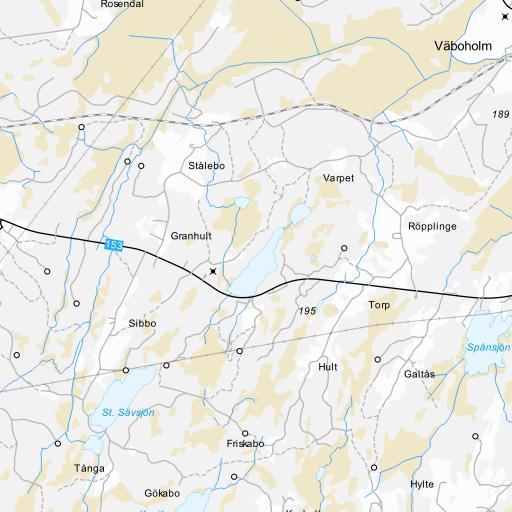 Rosendal
Väboholm
189
Stålebo
Varpet
Röpplinge
Granhult
153
195
Torp
Sibbo
Spånsjön
Hult
Galtås
St. Sävsjön
Friskabo
Tånga
Gökabo
Hylte